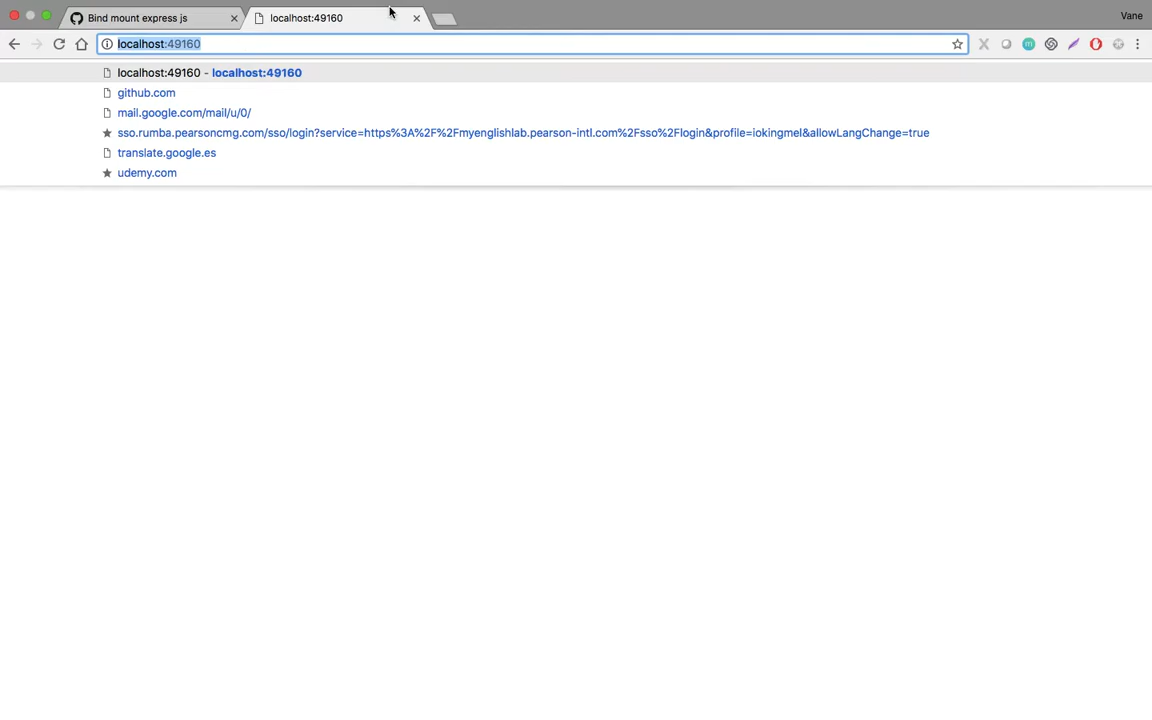 Bind mount express js
localhost:49160
Vane
localhost:49160
localhost:49160 - localhost:49160
github.com
mail.google.com/mail/u/0/
sso.rumba.pearsoncmg.com/sso/login?service=https%3A%2F%2Fmyenglishlab.pearson-intl.com%2Fsso%2Flogin&profile=iokingmel&allowLangChange=true
translate.google.es
udemy.com